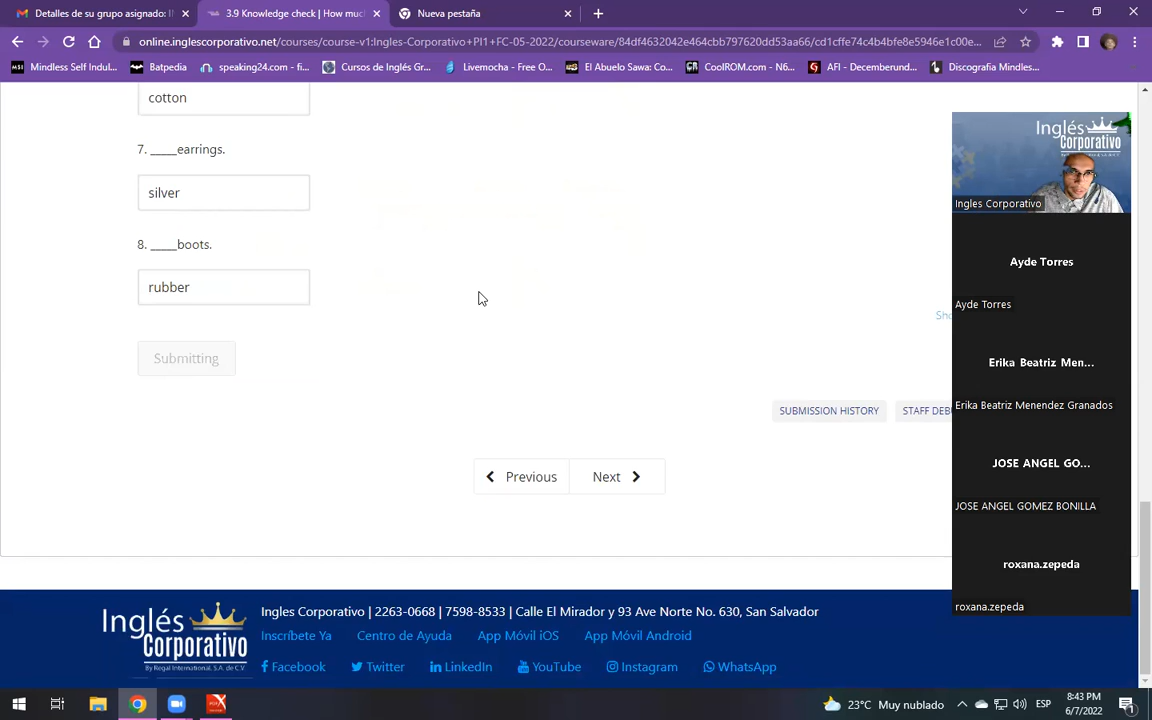 Detalles de su grupo asignado: I
3.9 Knowledge check | How muc
Nueva pestaña
online.inglescorporativo.net/courses/course-v1:Ingles-Corporativo+PI1+FC-05-2022/courseware/84df4632042e464cbb797620dd53aa66/cd1cffe74c4b4bfe8e5946e1c00e...
Mindless Self Indul...
Batpedia
speaking24.com - fi...
Cursos de Inglés Gr...
Livemocha - Free O...
El Abuelo Sawa: Co...
CoolROM.com - N6...
AFI - Decemberund...
Discografia Mindles...
cotton
7. ____earrings.
silver
8. ____boots.
rubber
Sho
Submitting
SUBMISSION HISTORY
STAFF DEB
Previous
Next
Inglés Corporativo
Ingles Corporativo
Ayde Torres
Ayde Torres
Erika Beatriz Men...
Erika Beatriz Menendez Granados
JOSE ANGEL GO...
JOSE ANGEL GOMEZ BONILLA
roxana.zepeda
roxana.zepeda
Inglés Corporativo
By Regal International, S.A. de C.V.
Ingles Corporativo | 2263-0668 | 7598-8533 | Calle El Mirador y 93 Ave Norte No. 630, San Salvador
Inscríbete Ya
Centro de Ayuda
App Móvil iOS
App Móvil Android
Facebook
Twitter
LinkedIn
YouTube
Instagram
WhatsApp
23°C Muy nublado
ESP
8:43 PM
6/7/2022